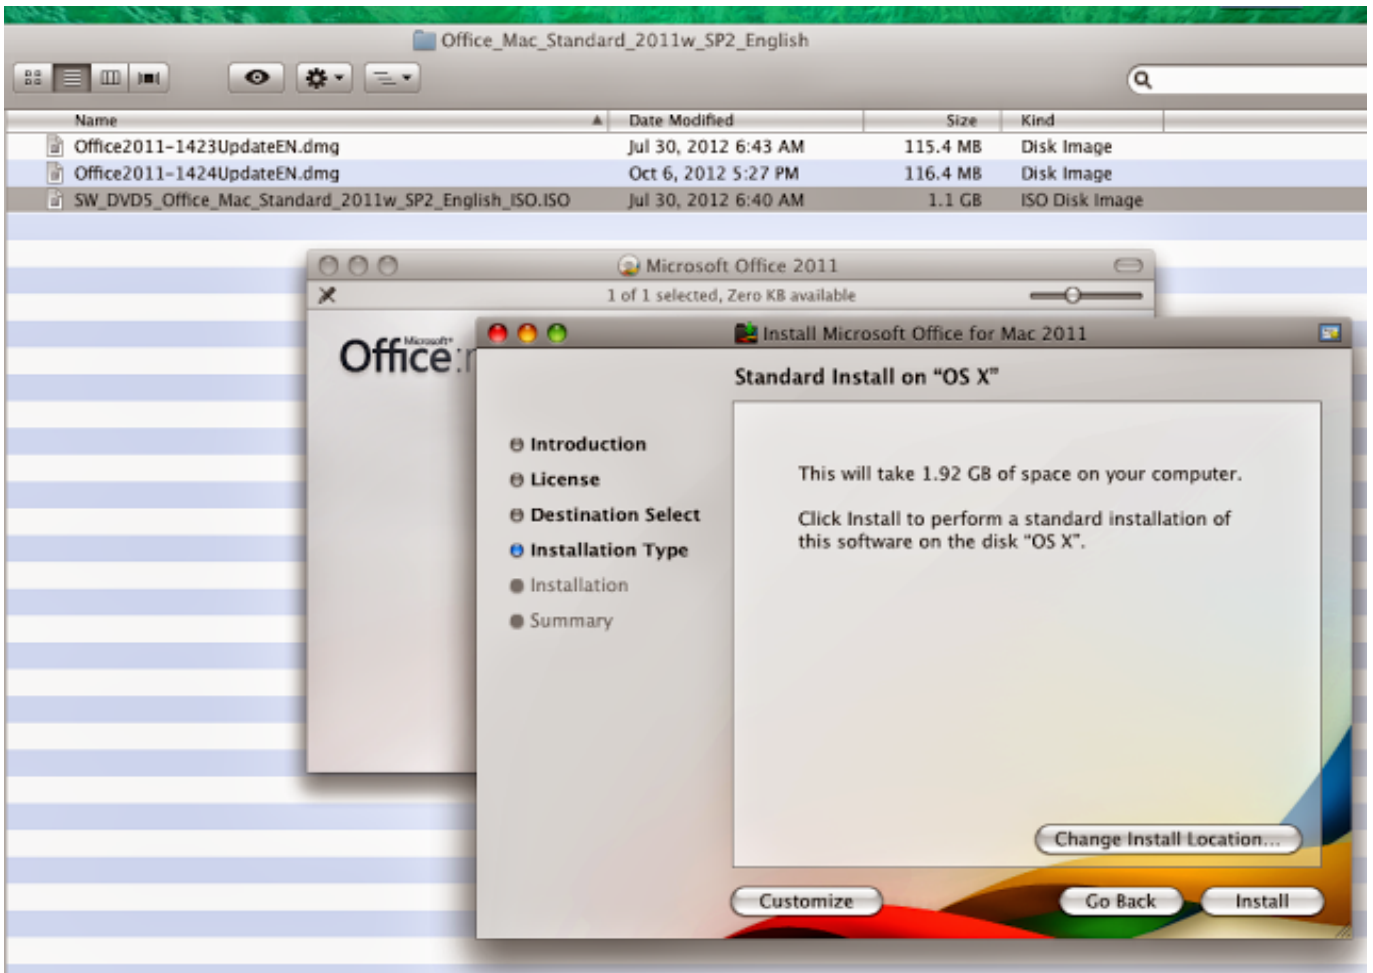 Office_Mac_Standard_2011w_SP2_English
Name Date Modified Size Kind
Office2011-1423UpdateEN.dmg Jul 30, 2012 6:43 AM 115.4 MB Disk Image
Office2011-1424UpdateEN.dmg Oct 6, 2012 5:27 PM 116.4 MB Disk Image
SW_DVD5_Office_Mac_Standard_2011w_SP2_English_ISO.ISO Jul 30, 2012 6:40 AM 1.1 GB ISO Disk Image
Microsoft Office 2011
1 of 1 selected, Zero KB available
Microsoft®
Office:
Install Microsoft Office for Mac 2011
Standard Install on “OS X”
Introduction
License
Destination Select
Installation Type
Installation
Summary
This will take 1.92 GB of space on your computer.
Click Install to perform a standard installation of
this software on the disk “OS X”.
Change Install Location...
Customize Go Back Install